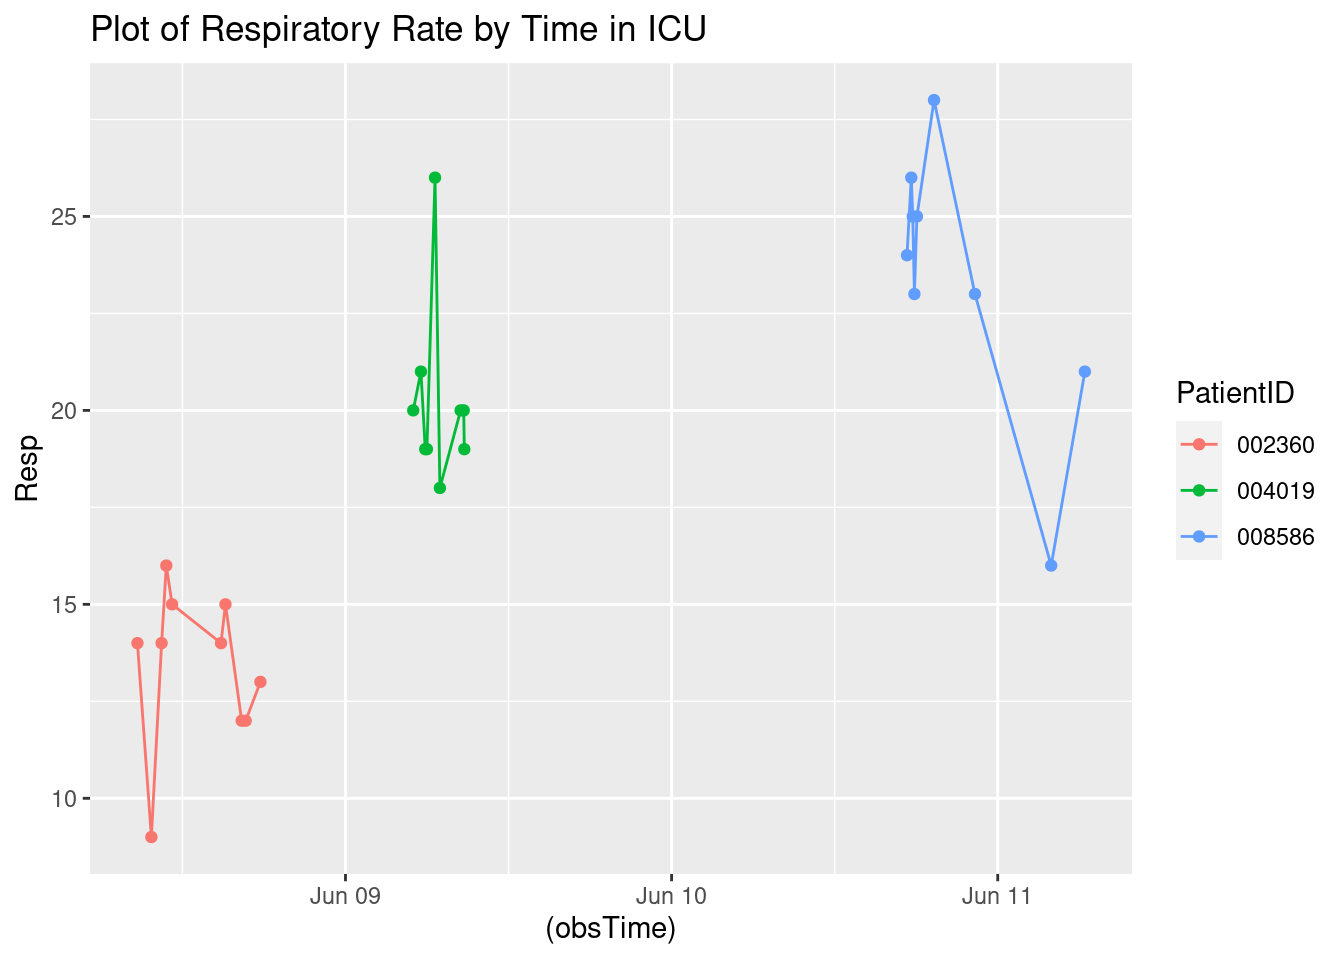 Plot of Respiratory Rate by Time in ICU
25
20
15
10
Resp
Jun 09
Jun 10
Jun 11
(obsTime)
PatientID
002360
004019
008586